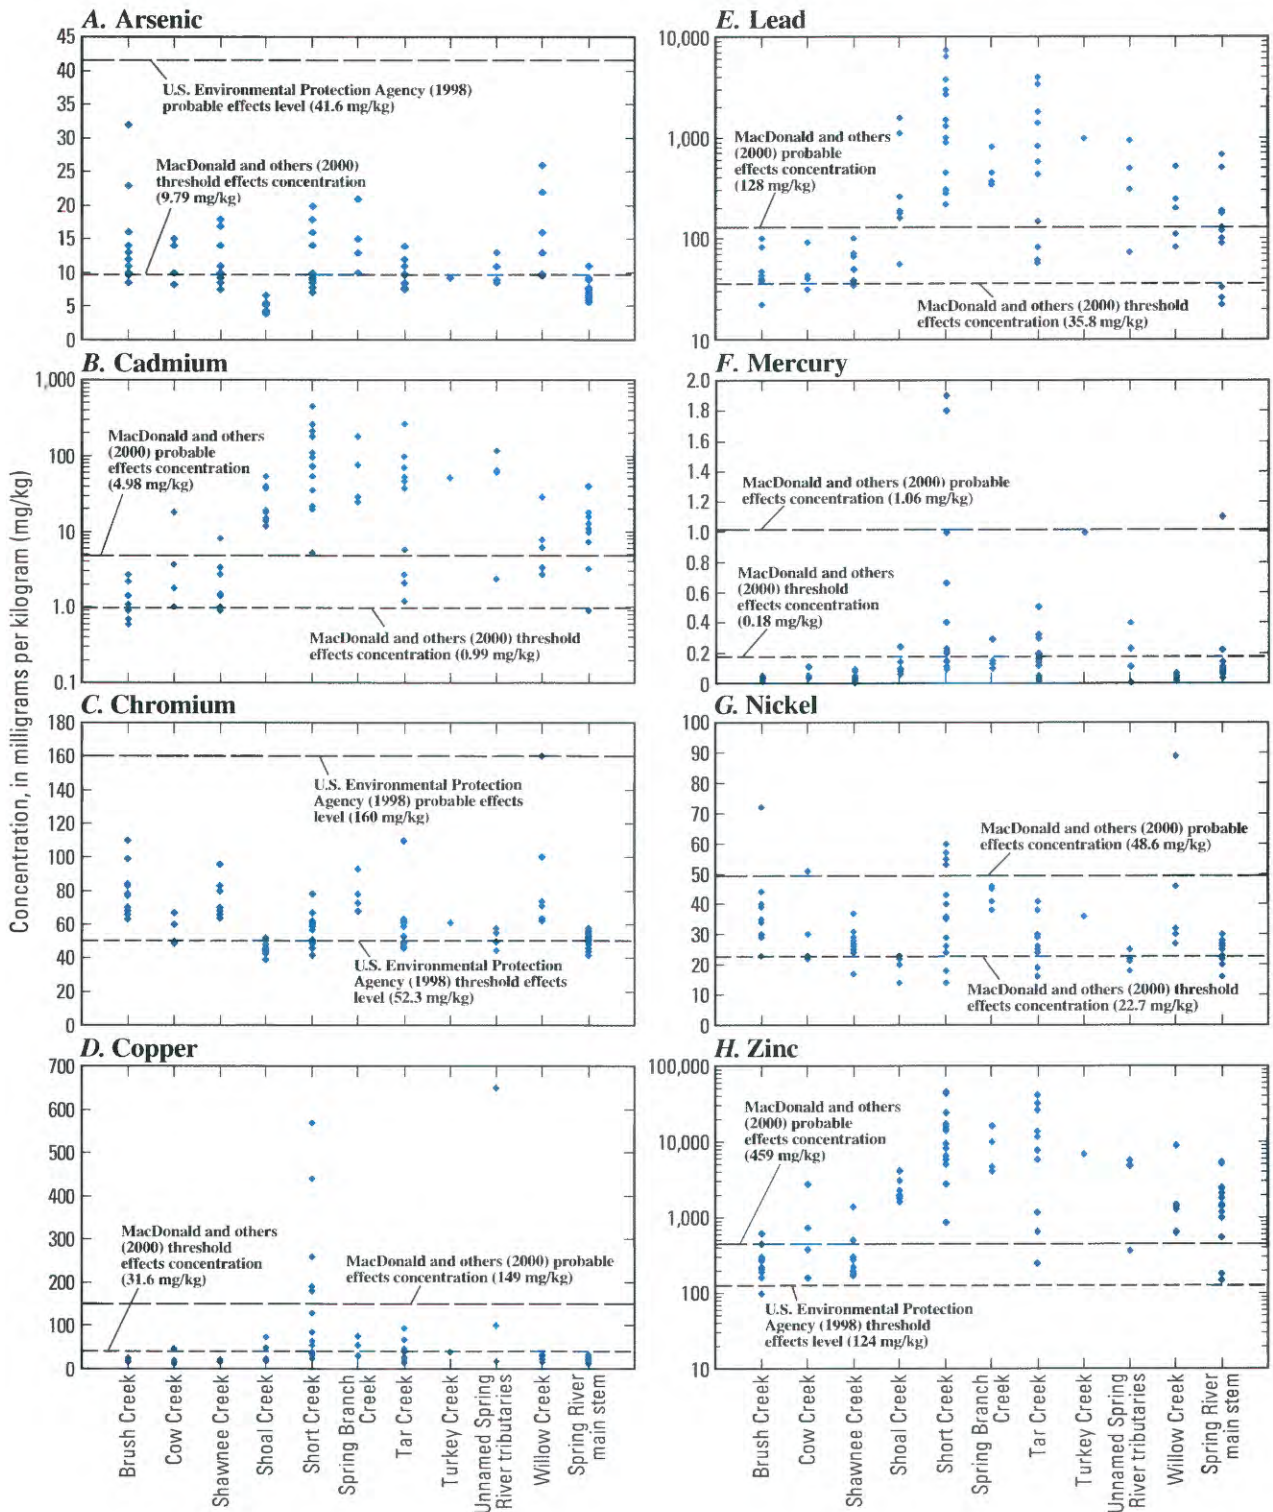 Concentration, in milligrams per kilogram (mg/kg)
A. Arsenic
45
40
35
30
25
20
15
10
5
0
U.S. Environmental Protection Agency (1998)
probable effects level (41.6 mg/kg)
MacDonald and others (2000)
threshold effects concentration
(9.79 mg/kg)
B. Cadmium
1,000
100
10
1.0
0.1
MacDonald and others
(2000) probable
effects concentration
(4.98 mg/kg)
MacDonald and others (2000) threshold
effects concentration (0.99 mg/kg)
C. Chromium
180
160
140
120
100
80
60
40
20
0
U.S. Environmental Protection
Agency (1998) probable effects
level (160 mg/kg)
U.S. Environmental Protection
Agency (1998) threshold effects
level (52.3 mg/kg)
D. Copper
700
600
500
400
300
200
100
0
MacDonald and others
(2000) threshold
effects concentration
(31.6 mg/kg)
MacDonald and others (2000) probable
effects concentration (149 mg/kg)
Brush Creek
Cow Creek
Shawnee Creek
Shoal Creek
Short Creek
Spring Branch
Creek
Tar Creek
Turkey Creek
Unnamed Spring
River tributaries
Willow Creek
Spring River
main stem
E. Lead
10,000
1,000
100
10
MacDonald and others
(2000) probable
effects concentration
(128 mg/kg)
MacDonald and others (2000) threshold
effects concentration (35.8 mg/kg)
F. Mercury
2.0
1.8
1.6
1.4
1.2
1.0
0.8
0.6
0.4
0.2
0
MacDonald and others (2000) probable
effects concentration (1.06 mg/kg)
MacDonald and others
(2000) threshold
effects concentration
(0.18 mg/kg)
G. Nickel
100
90
80
70
60
50
40
30
20
10
0
MacDonald and others (2000) probable
effects concentration (48.6 mg/kg)
MacDonald and others (2000) threshold
effects concentration (22.7 mg/kg)
H. Zinc
100,000
10,000
1,000
100
10
MacDonald and others
(2000) probable
effects concentration
(459 mg/kg)
U.S. Environmental Protection
Agency (1998) threshold
effects level (124 mg/kg)
Brush Creek
Cow Creek
Shawnee Creek
Shoal Creek
Short Creek
Spring Branch
Creek
Tar Creek
Turkey Creek
Unnamed Spring
River tributaries
Willow Creek
Spring River
main stem